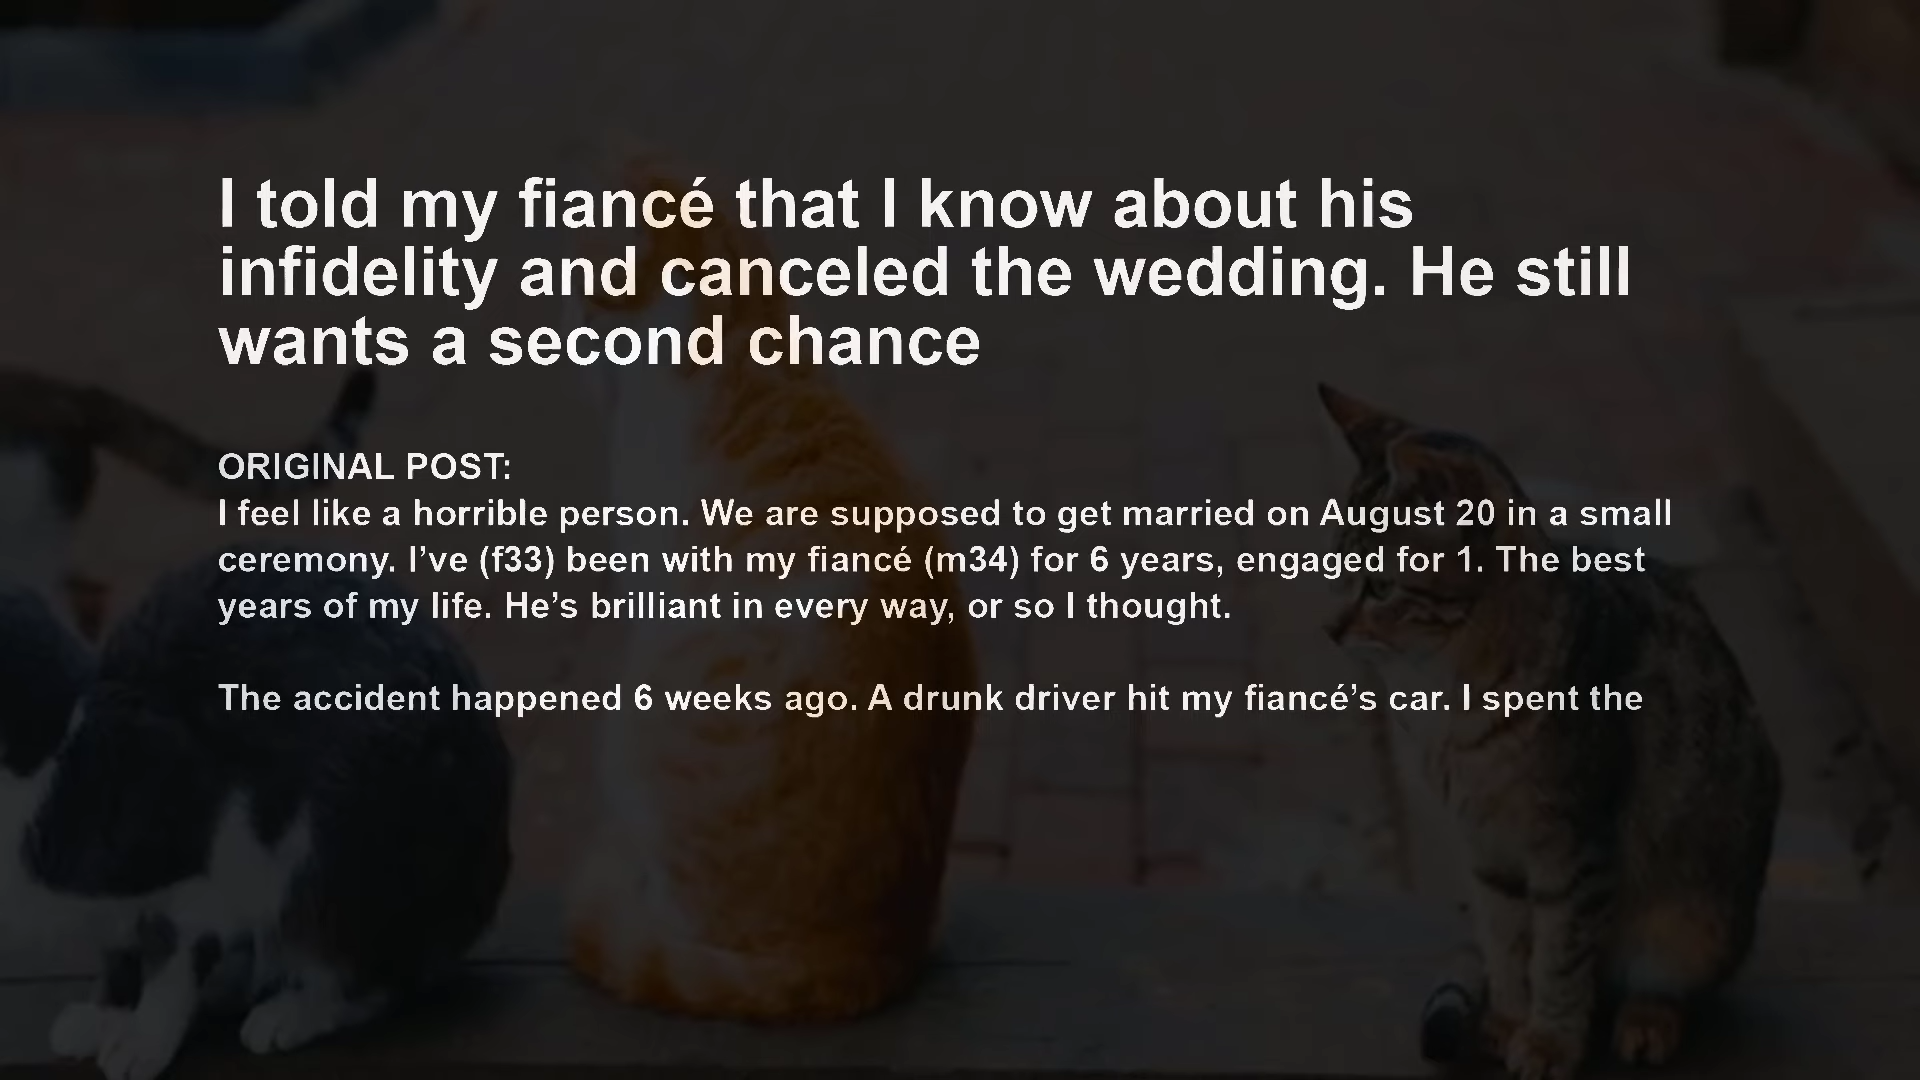 I told my fiancé that I know about his
infidelity and canceled the wedding. He still
wants a second chance
ORIGINAL POST:
I feel like a horrible person. We are supposed to get married on August 20 in a small
ceremony. I’ve (f33) been with my fiancé (m34) for 6 years, engaged for 1. The best
years of my life. He’s brilliant in every way, or so I thought.
The accident happened 6 weeks ago. A drunk driver hit my fiancé’s car. I spent the